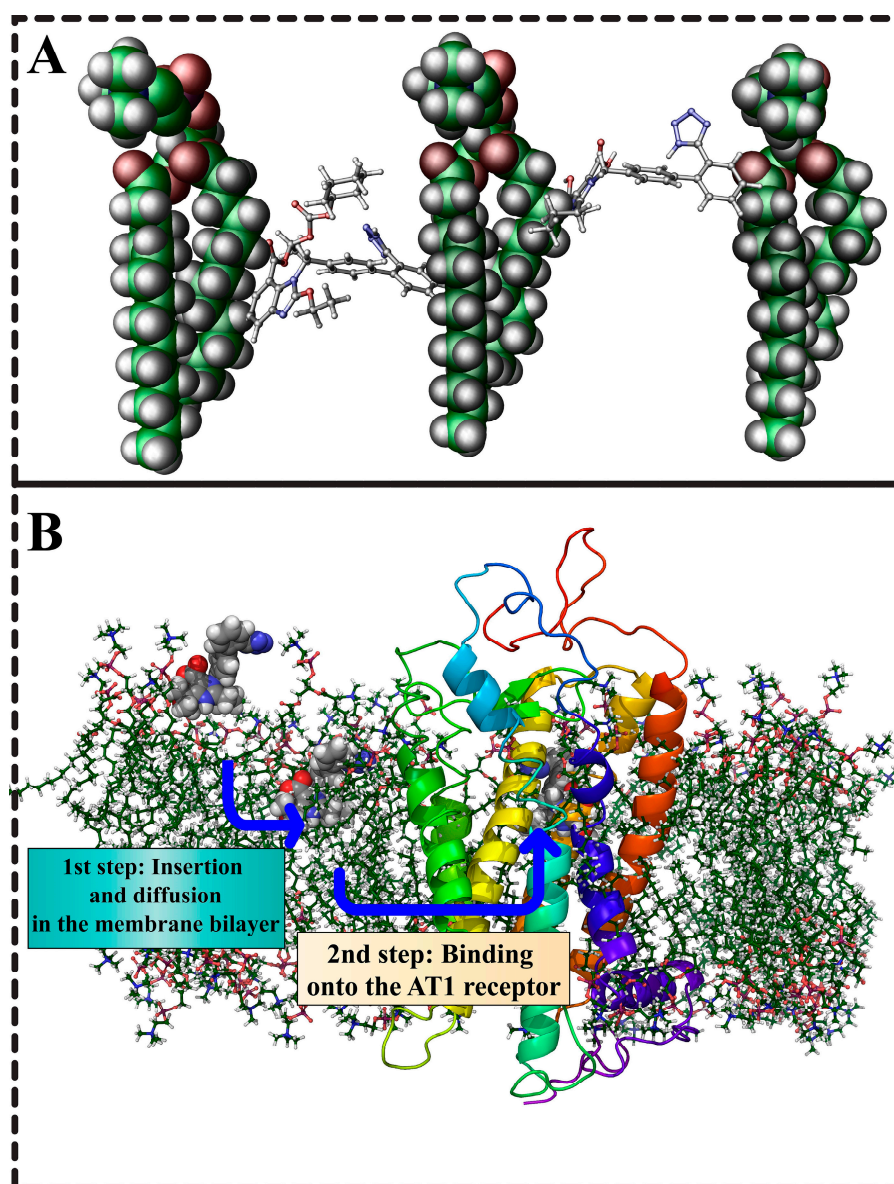 A
B
1st step: Insertion
and diffusion
in the membrane bilayer
2nd step: Binding
onto the AT1 receptor